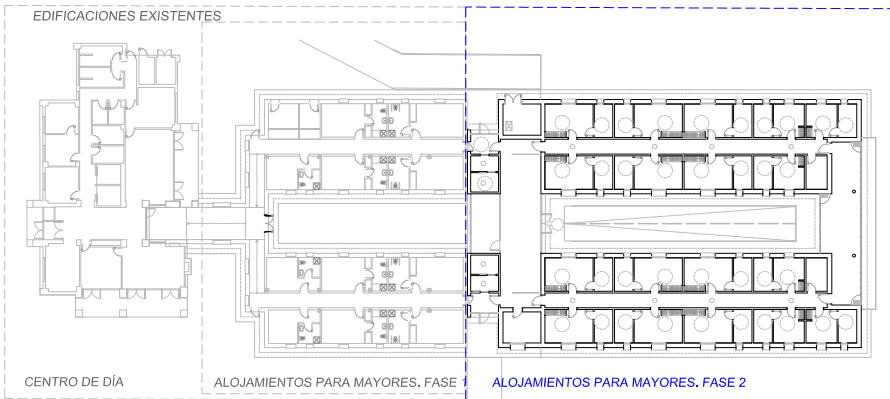 EDIFICACIONES EXISTENTES
CENTRO DE DÍA
ALOJAMIENTOS PARA MAYORES. FASE 1
ALOJAMIENTOS PARA MAYORES. FASE 2